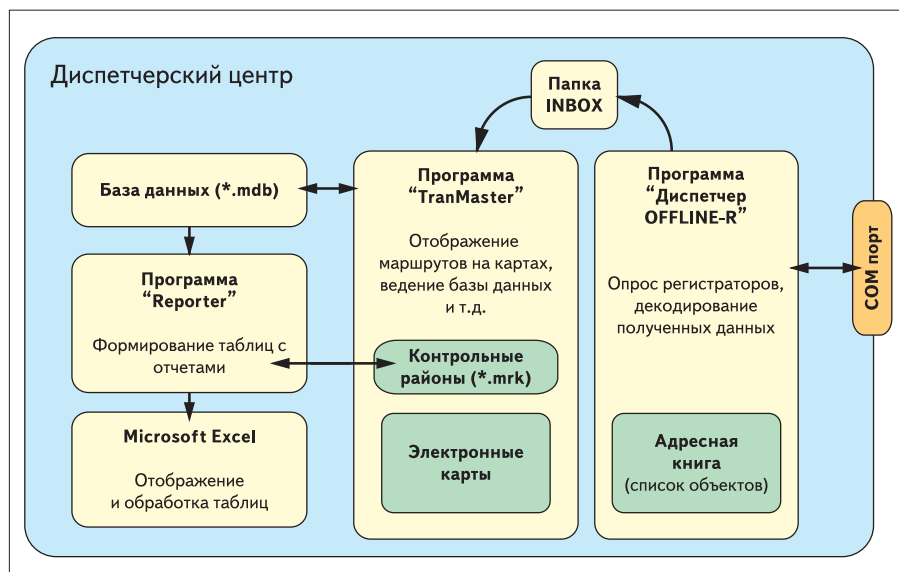 Диспетчерский центр
Папка
INBOX
База данных (*.mdb)
Программа
“Reporter”
Формирование таблиц с
отчетами
Microsoft Excel
Отображение
и обработка таблиц
Программа
“TranMaster”
Отображение
маршрутов на картах,
ведение базы данных
и т.д.
Контрольные
районы (*.mrk)
Электронные
карты
Программа
“Диспетчер
OFFLINE-R”
Опрос регистраторов,
декодирование
полученных данных
Адресная
книга
(список объектов)
COM порт